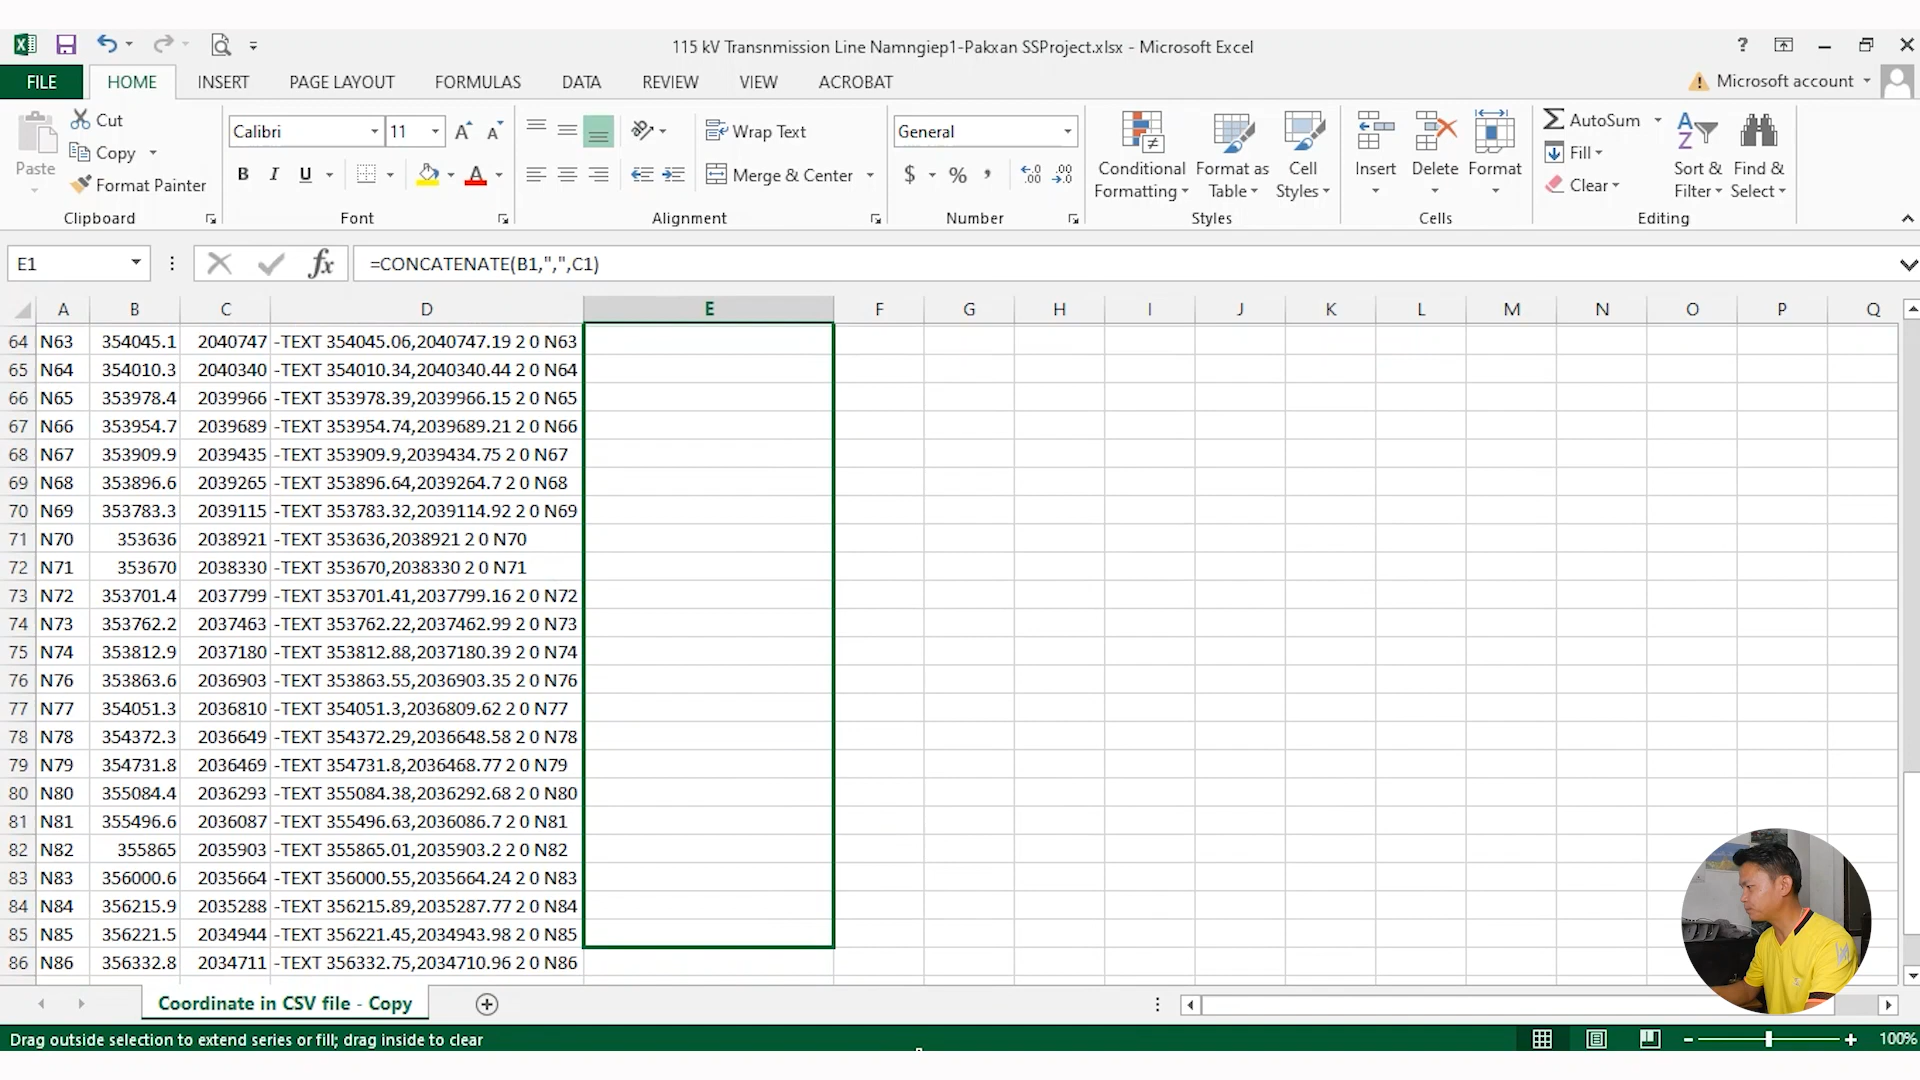 115 kV Transnmission Line Namngiep1-Pakxan SSProject.xlsx - Microsoft Excel
?
FILE HOME INSERT PAGE LAYOUT FORMULAS DATA REVIEW VIEW ACROBAT Microsoft account
Paste Cut Copy Format Painter
Clipboard
Calibri 11 A A
B I U A
Font
Wrap Text
Merge & Center
Alignment
General
$ % , .0 .00 .00 .0
Number
Conditional Formatting Format as Table Cell Styles
Styles
Insert Delete Format
Cells
AutoSum Fill Clear Sort & Filter Find & Select
Editing
E1 fx =CONCATENATE(B1,",",C1)
A B C D E F G H I J K L M N O P Q
64 N63 354045.1 2040747 -TEXT 354045.06,2040747.19 2 0 N63
65 N64 354010.3 2040340 -TEXT 354010.34,2040340.44 2 0 N64
66 N65 353978.4 2039966 -TEXT 353978.39,2039966.15 2 0 N65
67 N66 353954.7 2039689 -TEXT 353954.74,2039689.21 2 0 N66
68 N67 353909.9 2039435 -TEXT 353909.9,2039434.75 2 0 N67
69 N68 353896.6 2039265 -TEXT 353896.64,2039264.7 2 0 N68
70 N69 353783.3 2039115 -TEXT 353783.32,2039114.92 2 0 N69
71 N70 353636 2038921 -TEXT 353636,2038921 2 0 N70
72 N71 353670 2038330 -TEXT 353670,2038330 2 0 N71
73 N72 353701.4 2037799 -TEXT 353701.41,2037799.16 2 0 N72
74 N73 353762.2 2037463 -TEXT 353762.22,2037462.99 2 0 N73
75 N74 353812.9 2037180 -TEXT 353812.88,2037180.39 2 0 N74
76 N76 353863.6 2036903 -TEXT 353863.55,2036903.35 2 0 N76
77 N77 354051.3 2036810 -TEXT 354051.3,2036809.62 2 0 N77
78 N78 354372.3 2036649 -TEXT 354372.29,2036648.58 2 0 N78
79 N79 354731.8 2036469 -TEXT 354731.8,2036468.77 2 0 N79
80 N80 355084.4 2036293 -TEXT 355084.38,2036292.68 2 0 N80
81 N81 355496.6 2036087 -TEXT 355496.63,2036086.7 2 0 N81
82 N82 355865 2035903 -TEXT 355865.01,2035903.2 2 0 N82
83 N83 356000.6 2035664 -TEXT 356000.55,2035664.24 2 0 N83
84 N84 356215.9 2035288 -TEXT 356215.89,2035287.77 2 0 N84
85 N85 356221.5 2034944 -TEXT 356221.45,2034943.98 2 0 N85
86 N86 356332.8 2034711 -TEXT 356332.75,2034710.96 2 0 N86
Coordinate in CSV file - Copy
Drag outside selection to extend series or fill; drag inside to clear
100%